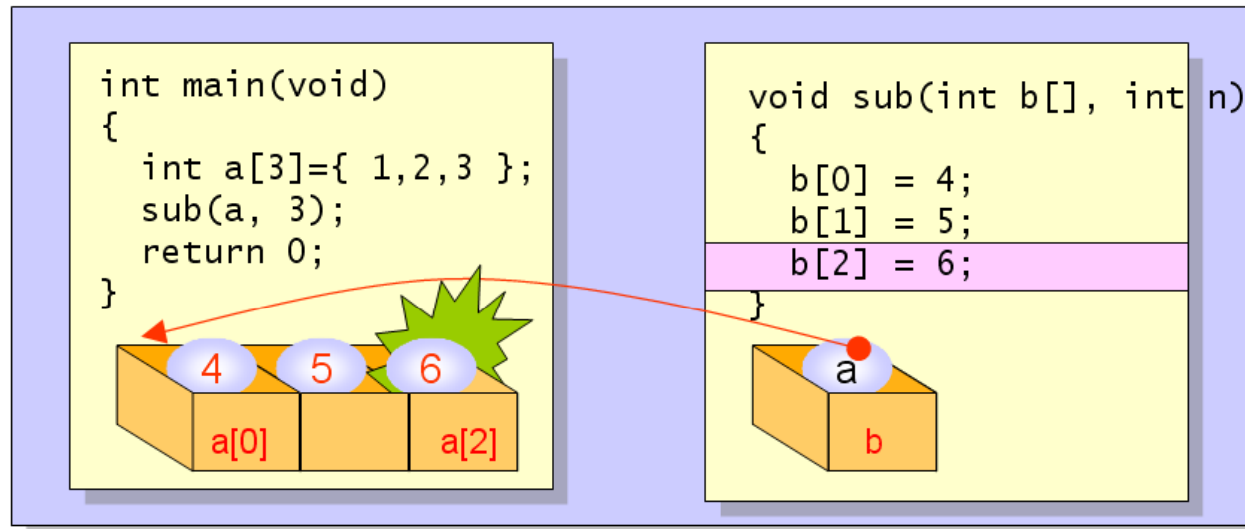 int main(void)
{
  int a[3]={ 1,2,3 };
  sub(a, 3);
  return 0;
}
4 5 6
a[0] a[2]
void sub(int b[], int n)
{
  b[0] = 4;
  b[1] = 5;
  b[2] = 6;
}
a
b